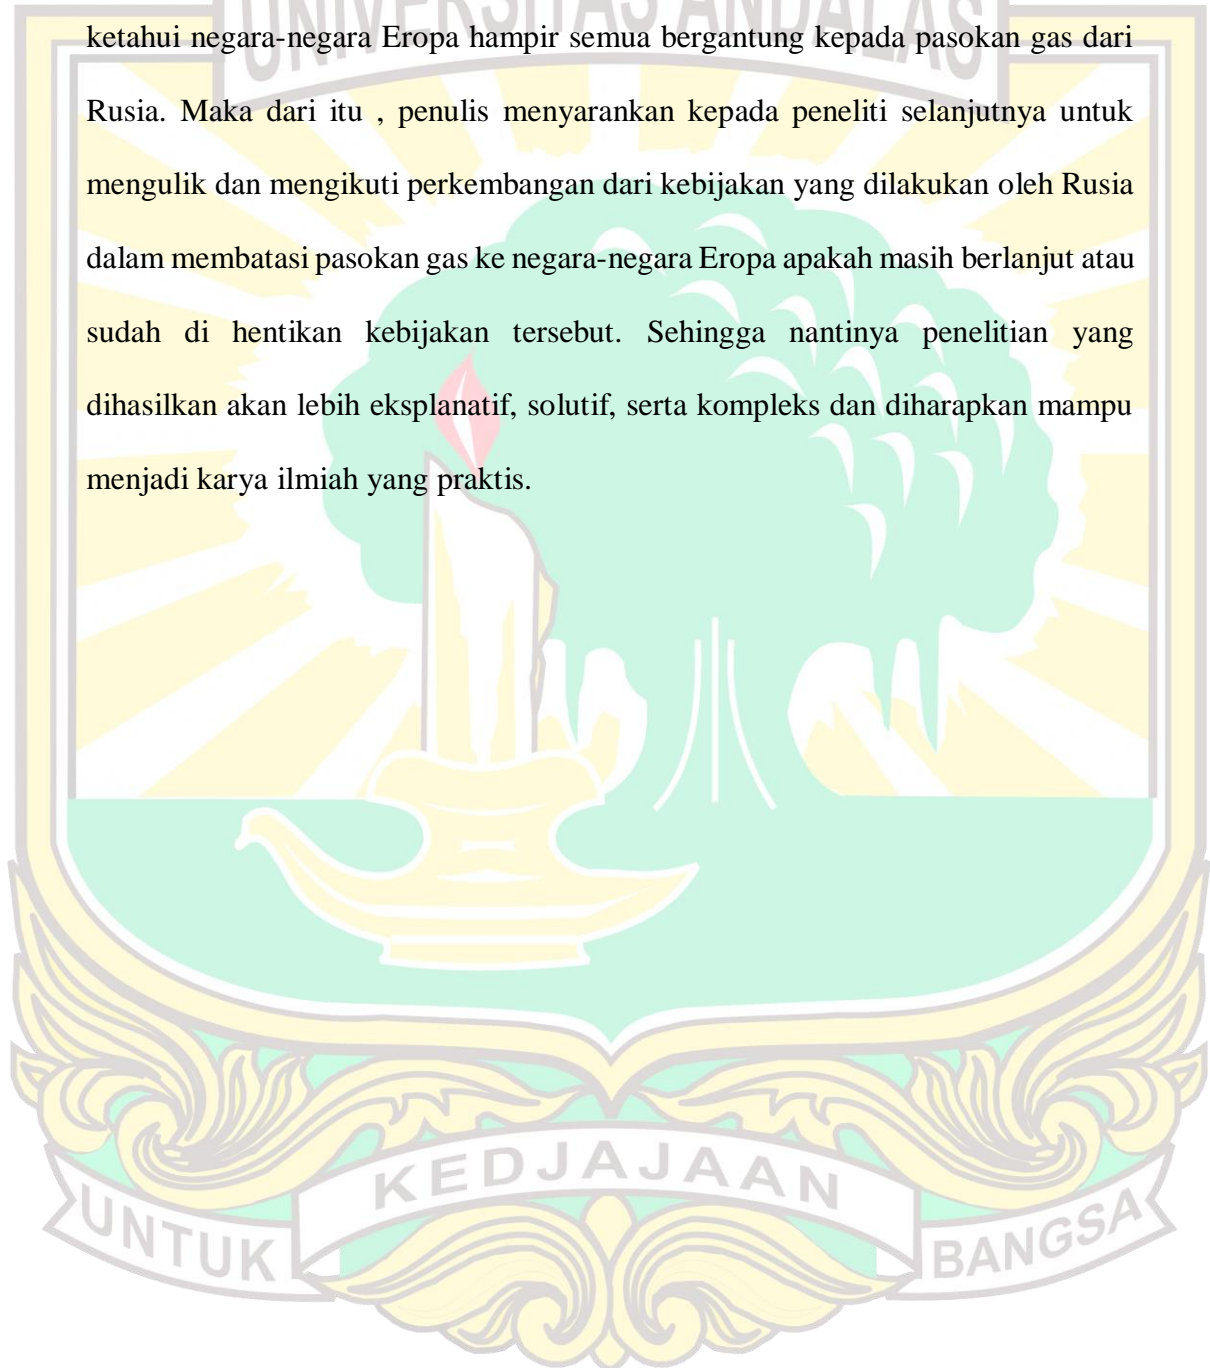 UNIVERSITAS ANDALAS
ketahui negara-negara Eropa hampir semua bergantung kepada pasokan gas dari
Rusia. Maka dari itu , penulis menyarankan kepada peneliti selanjutnya untuk
mengulik dan mengikuti perkembangan dari kebijakan yang dilakukan oleh Rusia
dalam membatasi pasokan gas ke negara-negara Eropa apakah masih berlanjut atau
sudah di hentikan kebijakan tersebut. Sehingga nantinya penelitian yang
dihasilkan akan lebih eksplanatif, solutif, serta kompleks dan diharapkan mampu
menjadi karya ilmiah yang praktis.
UNTUK
KEDJAJAAN
BANGSA